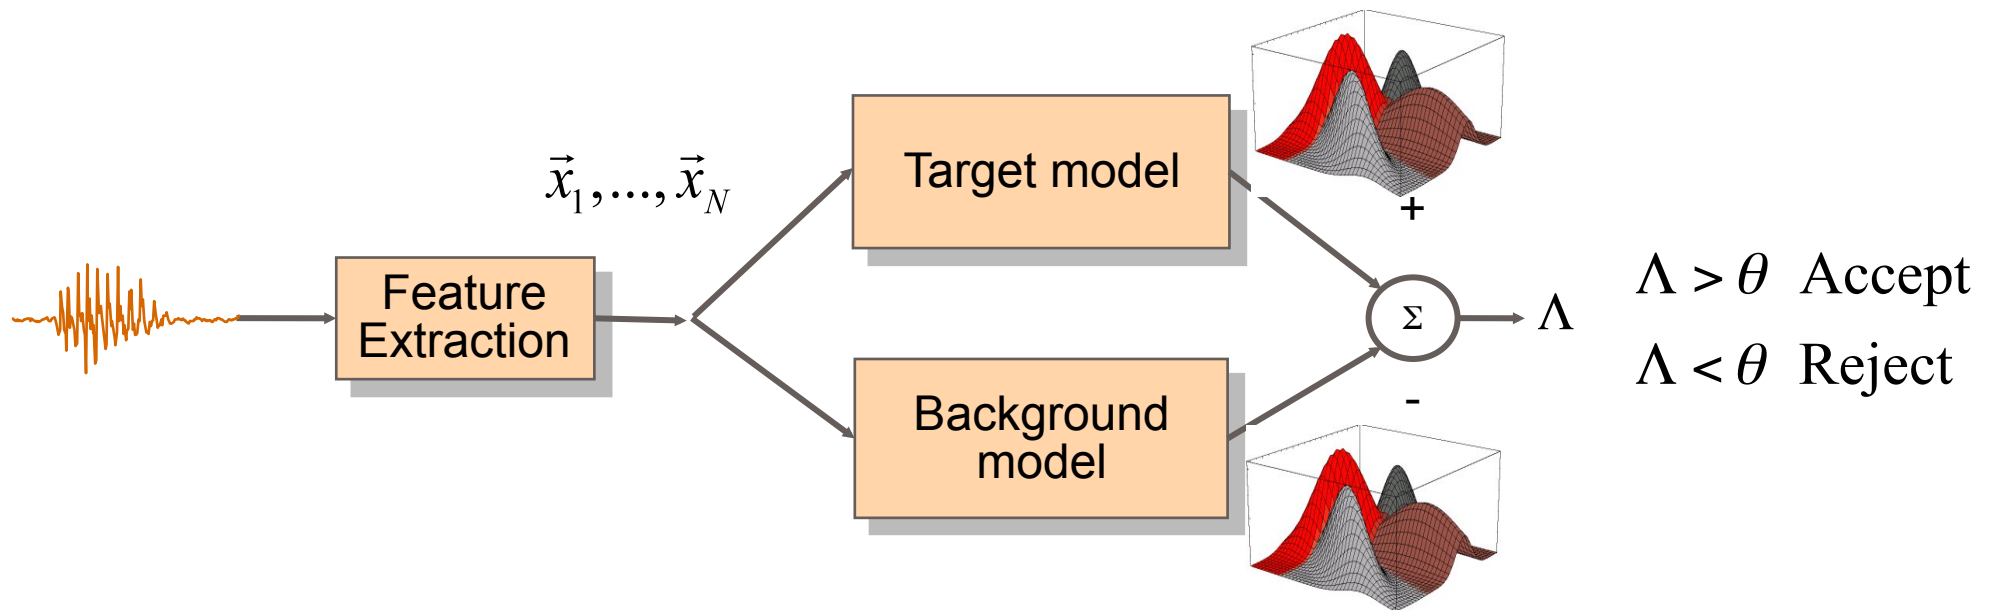 x⃗₁,...,x⃗_N
Feature
Extraction
Target model
Background
model
+
Σ
-
Λ
Λ > θ Accept
Λ < θ Reject